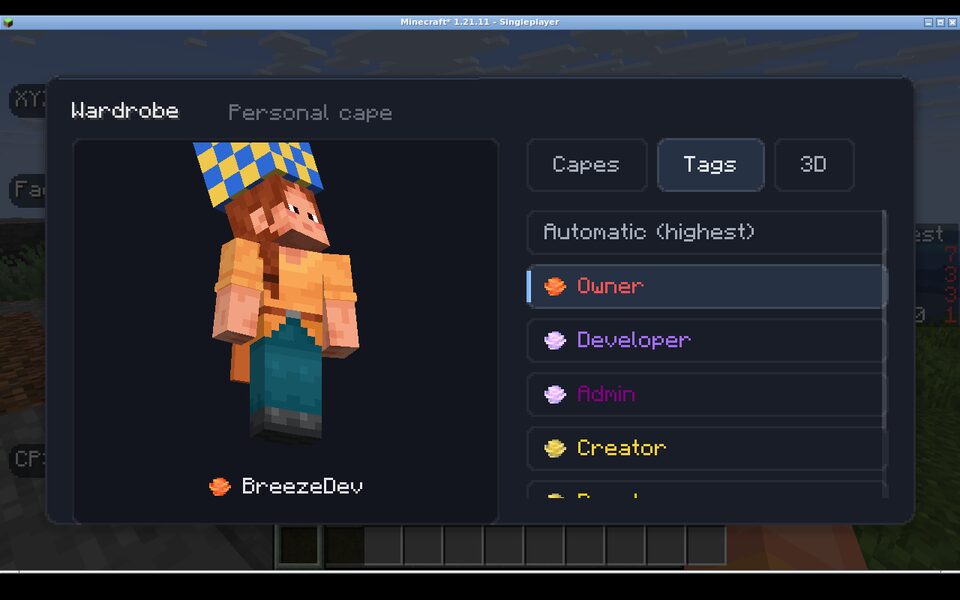 Minecraft* 1.21.11 - Singleplayer
Wardrobe
Personal cape
Capes
Tags
3D
Automatic (highest)
Owner
Developer
Admin
Creator
BreezeDev